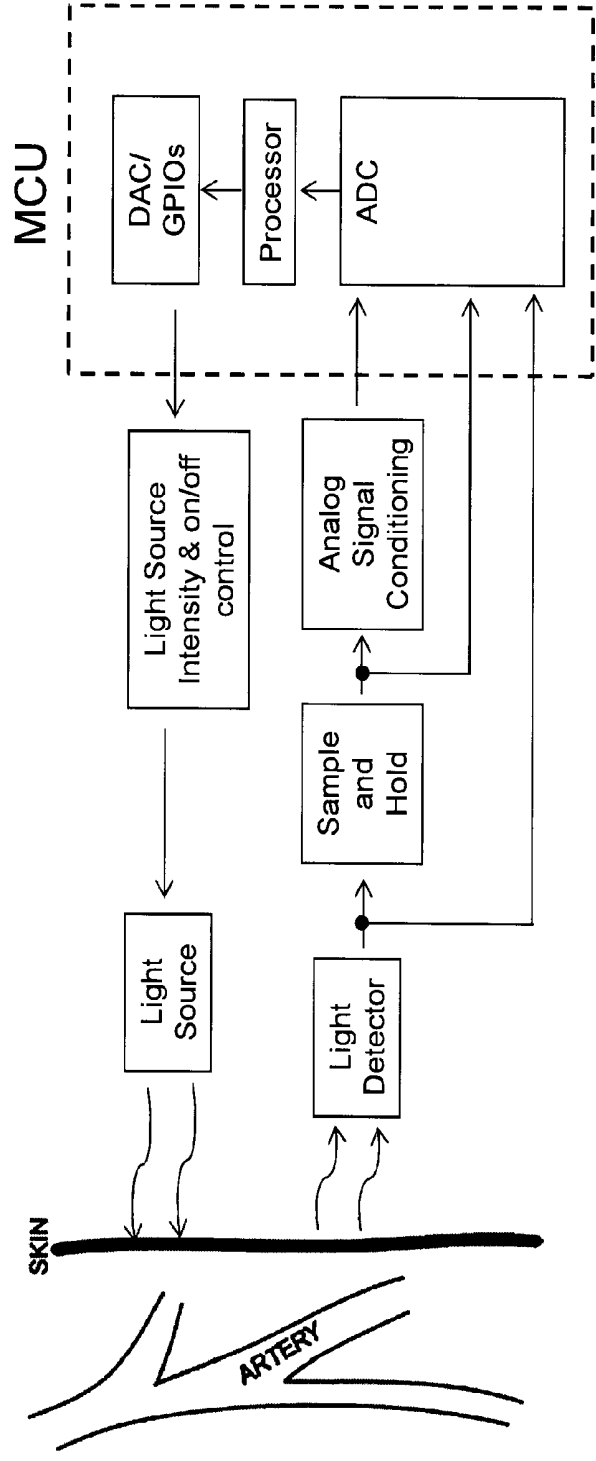 SKIN
ARTERY
Light
Source
Light Source
Intensity & on/off
control
MCU
DAC/
GPIOs
Processor
ADC
Light
Detector
Sample
and
Hold
Analog
Signal
Conditioning